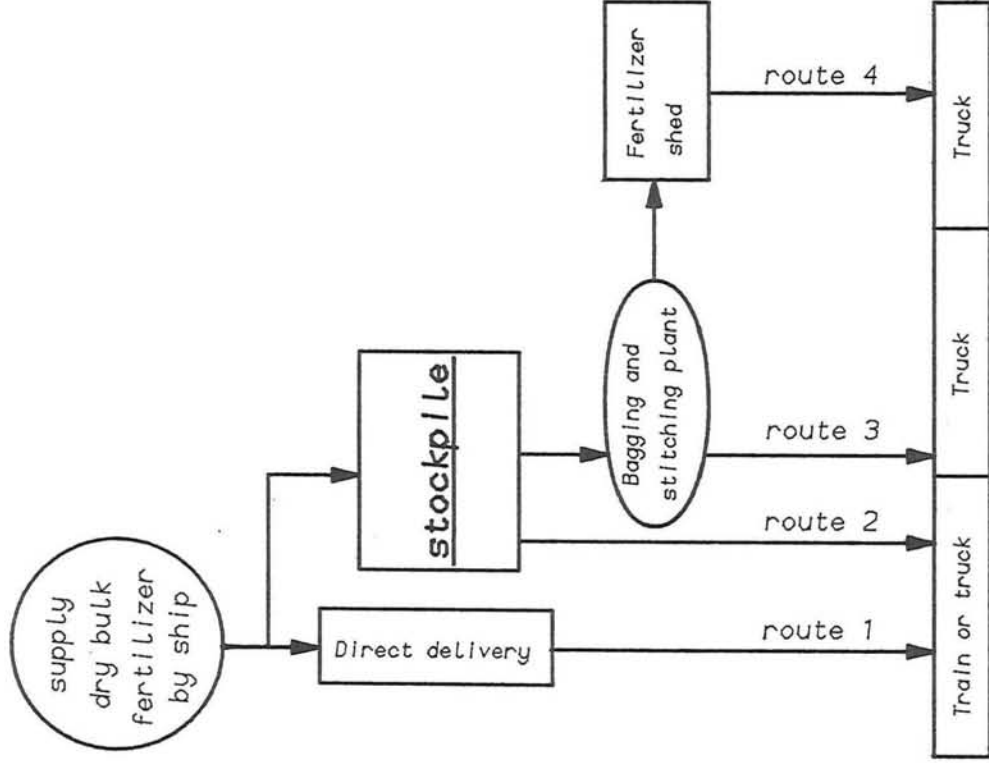 supply
dry bulk
fertilizer
by ship
Direct delivery
stockpile
Bagging and
stitching plant
Fertilizer
shed
route 1
route 2
route 3
route 4
Train or truck
Truck
Truck